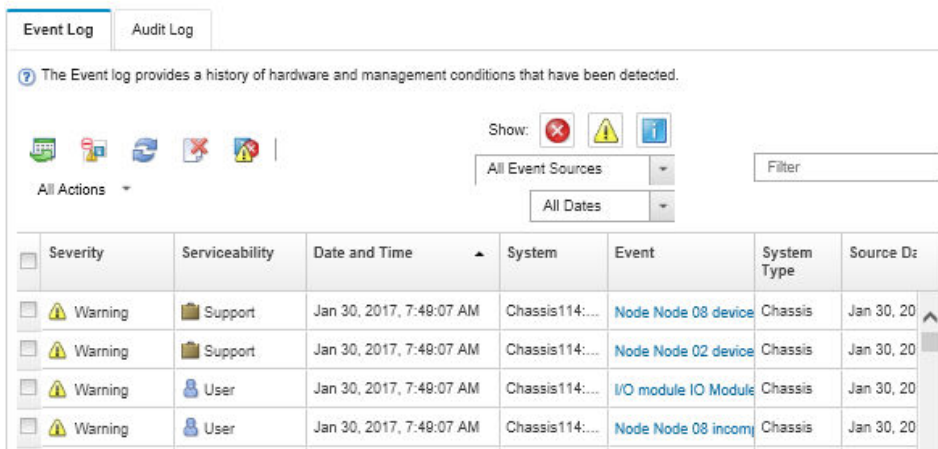 Event Log
Audit Log
The Event log provides a history of hardware and management conditions that have been detected.
Show:
All Event Sources
Filter
All Actions
All Dates
Severity Serviceability Date and Time System Event System Type Source Da
Warning Support Jan 30, 2017, 7:49:07 AM Chassis114:... Node Node 08 device Chassis Jan 30, 20
Warning Support Jan 30, 2017, 7:49:07 AM Chassis114:... Node Node 02 device Chassis Jan 30, 20
Warning User Jan 30, 2017, 7:49:07 AM Chassis114:... I/O module IO Module Chassis Jan 30, 20
Warning User Jan 30, 2017, 7:49:07 AM Chassis114:... Node Node 08 incomp Chassis Jan 30, 20